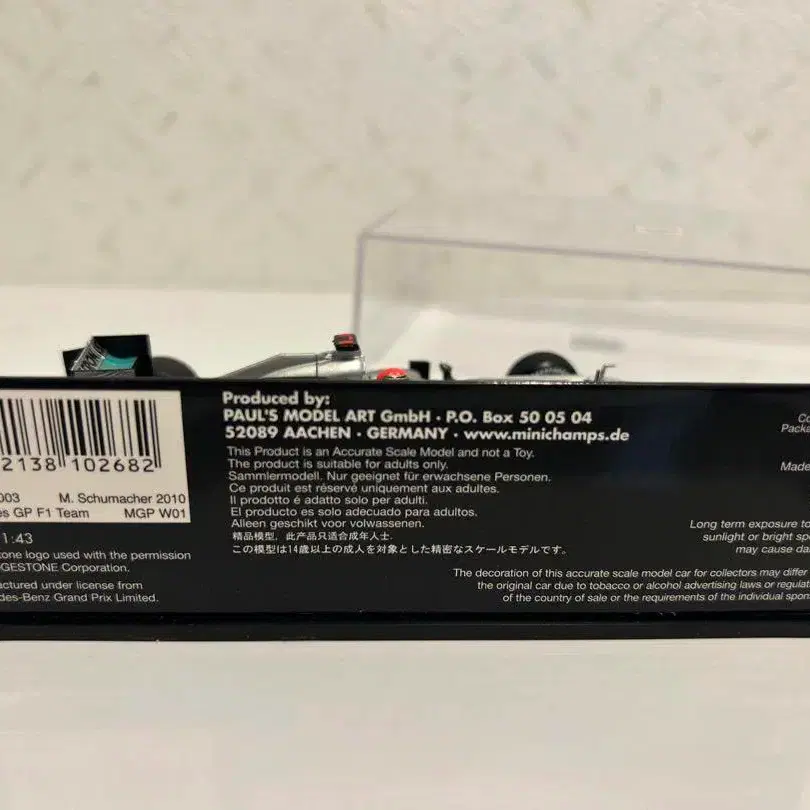 2138 102682
003 M. Schumacher 2010
es GP F1 Team MGP W01
1:43
stone logo used with the permission
DGESTONE Corporation.
actured under license from
des-Benz Grand Prix Limited.
Produced by:
PAUL'S MODEL ART GmbH · P.O. Box 50 05 04
52089 AACHEN · GERMANY · www.minichamps.de
This Product is an Accurate Scale Model and not a Toy.
The product is suitable for adults only.
Sammlermodell. Nur geeignet für erwachsene Personen.
Ce produit est réservé uniquement aux adultes.
Il prodotto é adatto solo per adulti.
El producto es solo adecuado para adultos.
Alleen geschikt voor volwassenen.
精品模型，此产品只适合成年人士.
この模型は14歳以上の成人を対象とした精密なスケールモデルです。
Co
Packa
Made
Long term exposure to
sunlight or bright sp
may cause da
The decoration of this accurate scale model car for collectors may differ
the original car due to tobacco or alcohol advertising laws or regulat
of the country of sale or the requirements of the individual spon